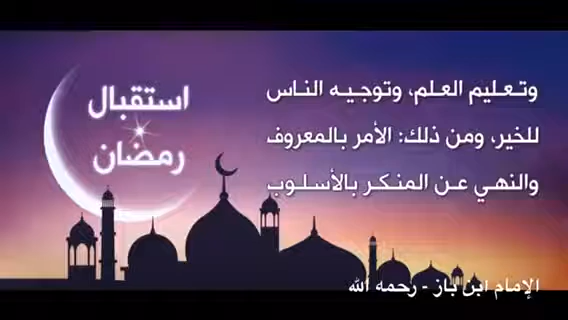 استقبال
رمضان
وتعليم العلم، وتوجيه الناس
للخير، ومن ذلك: الأمر بالمعروف
والنهي عن المنكر بالأسلوب
الإمام ابن باز - رحمه الله